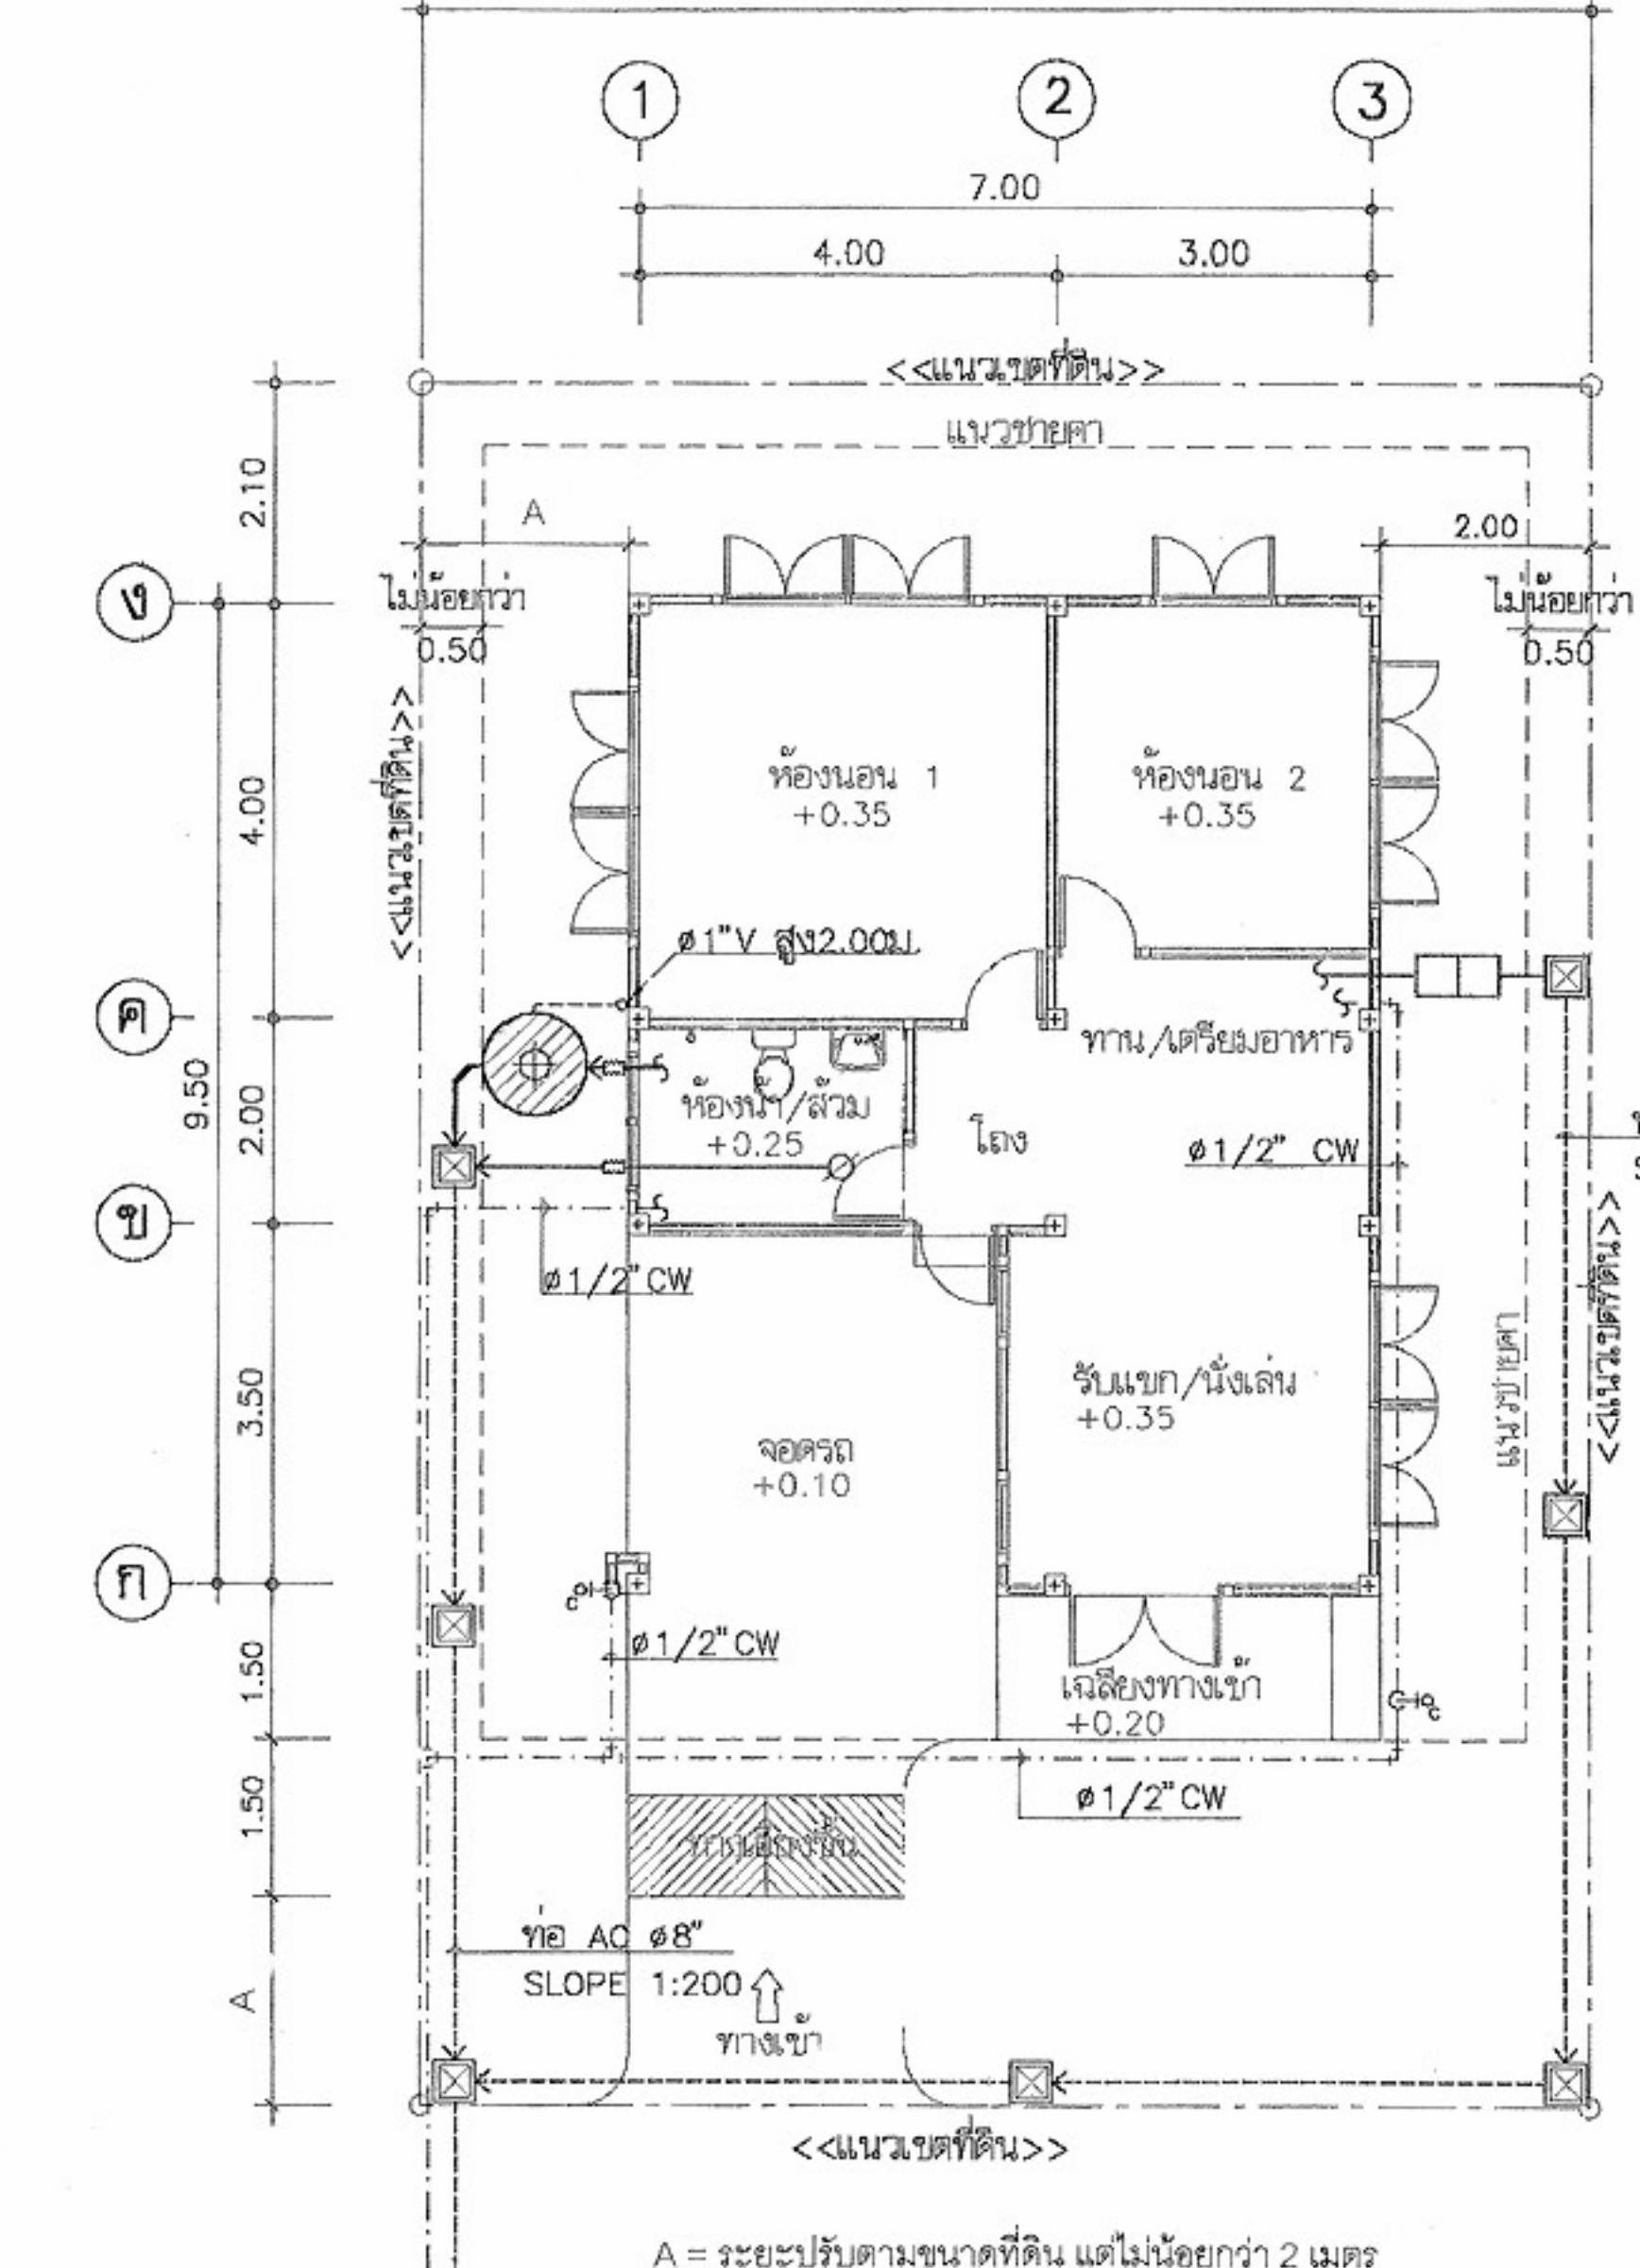 1
2
3
7.00
4.00
3.00
<<แนวเขตที่ดิน>>
แนวชายคา
2.10
A
2.00
ง
ไม่น้อยกว่า
0.50
ไม่น้อยกว่า
0.50
<<แนวเขตที่ดิน>>
4.00
ห้องนอน 1
+0.35
ห้องนอน 2
+0.35
ø1"V สูง2.00ม.
ค
ทาน/เตรียมอาหาร
9.50
2.00
ห้องน้ำ/ส้วม
+0.25
โถง
ø1/2" CW
ข
ø1/2"CW
<<แนวเขตที่ดิน>>
แนวชายคา
3.50
รับแขก/นั่งเล่น
+0.35
จอดรถ
+0.10
ก
ø1/2"CW
1.50
เฉลียงทางเข้า
+0.20
ø1/2"CW
1.50
ท่อ AC ø8"
SLOPE 1:200
A
ทางเข้า
<<แนวเขตที่ดิน>>
A = ระยะปรับตามขนาดที่ดิน แต่ไม่น้อยกว่า 2 เมตร